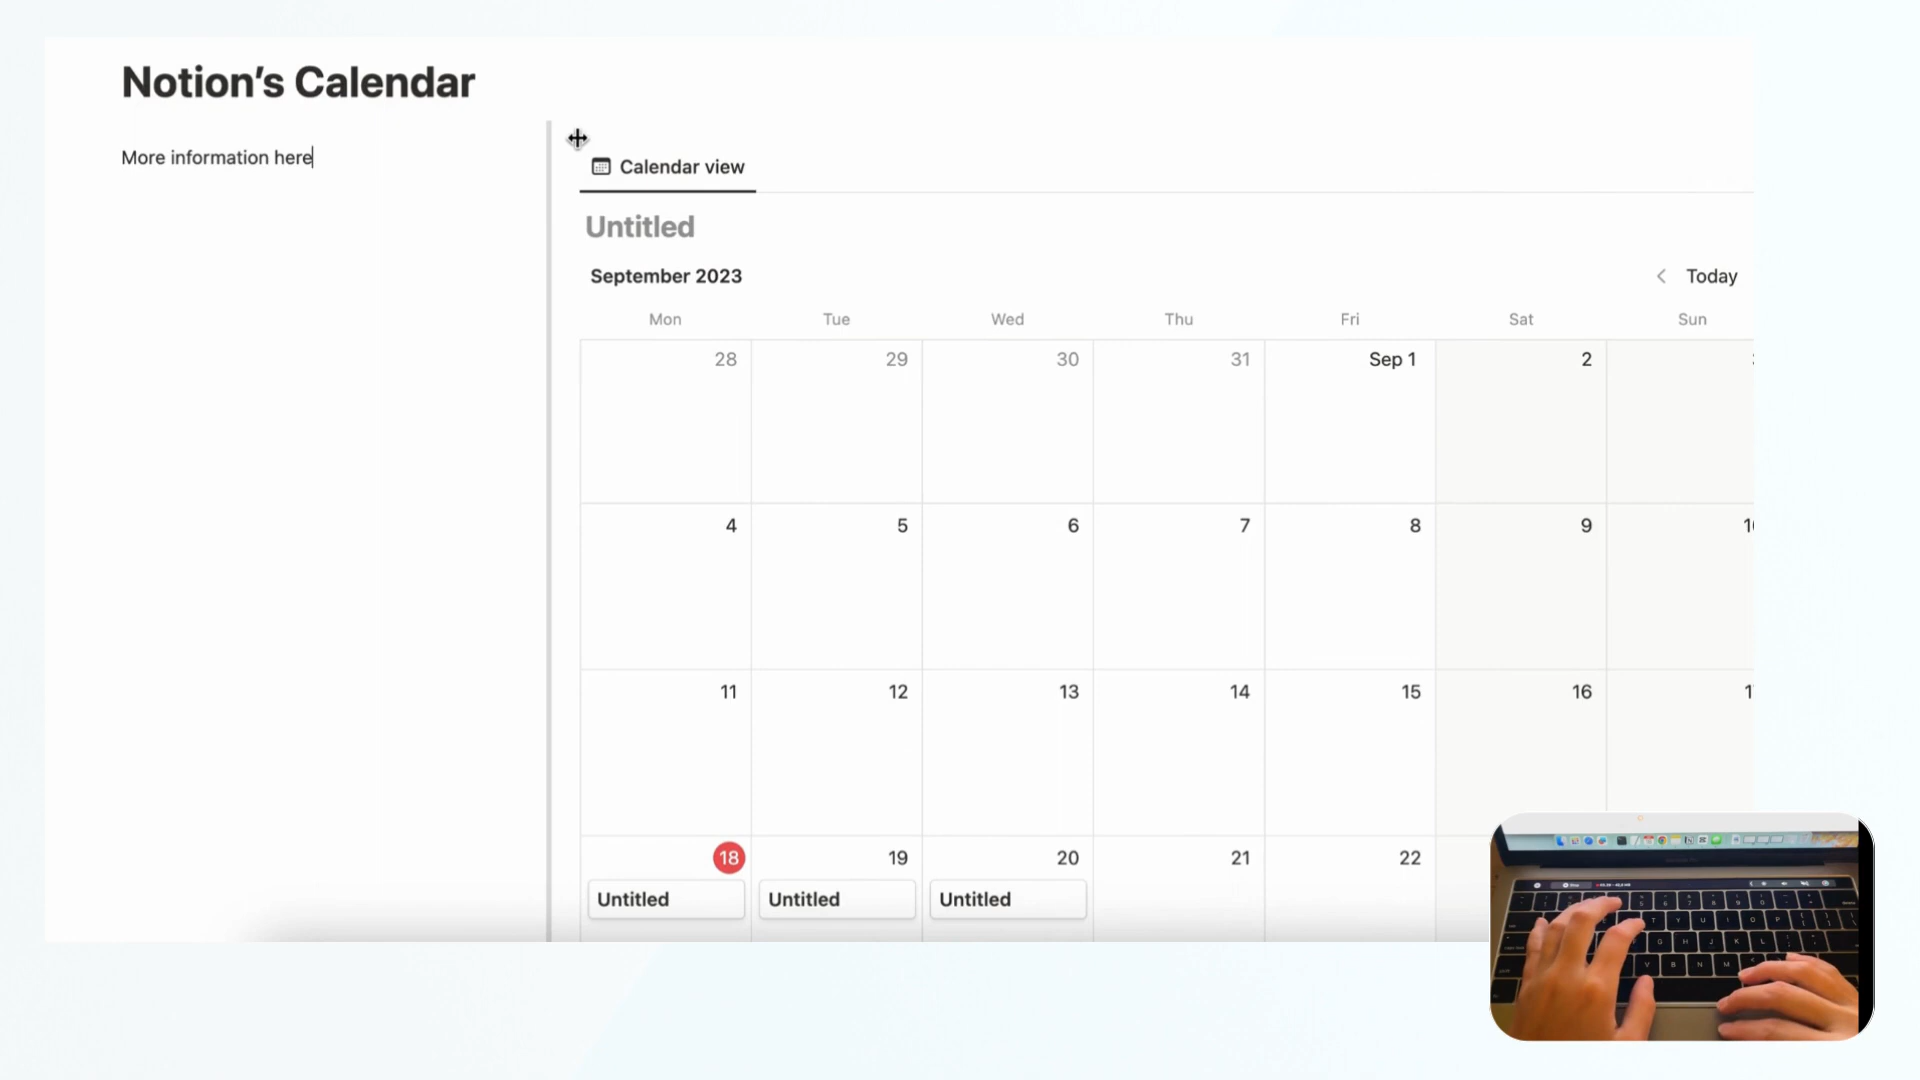 Notion's Calendar
More information here
Calendar view
Untitled
September 2023
Today
Mon Tue Wed Thu Fri Sat Sun
28 29 30 31 Sep 1 2
4 5 6 7 8 9
11 12 13 14 15 16
18 19 20 21 22
Untitled Untitled Untitled